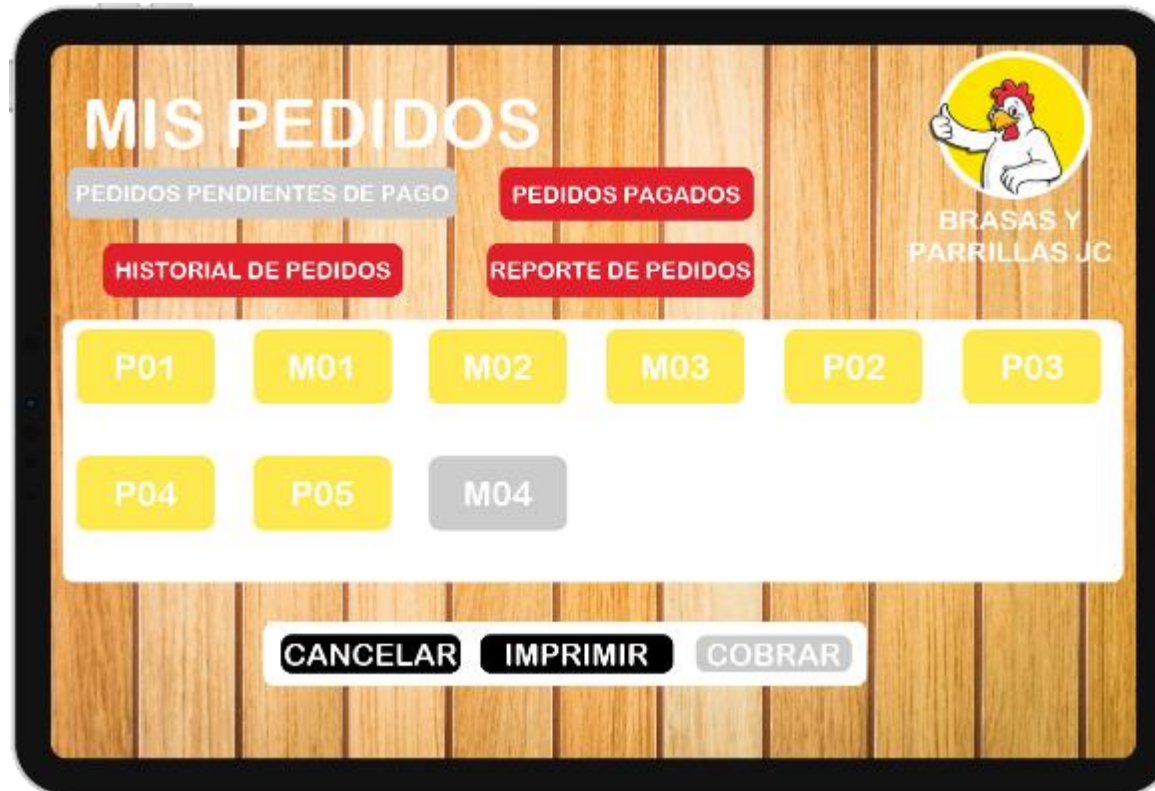 MIS PEDIDOS
PEDIDOS PENDIENTES DE PAGO
PEDIDOS PAGADOS
BRASAS Y
PARRILLAS JC
HISTORIAL DE PEDIDOS
REPORTE DE PEDIDOS
P01 M01 M02 M03 P02 P03
P04 P05 M04
CANCELAR IMPRIMIR COBRAR